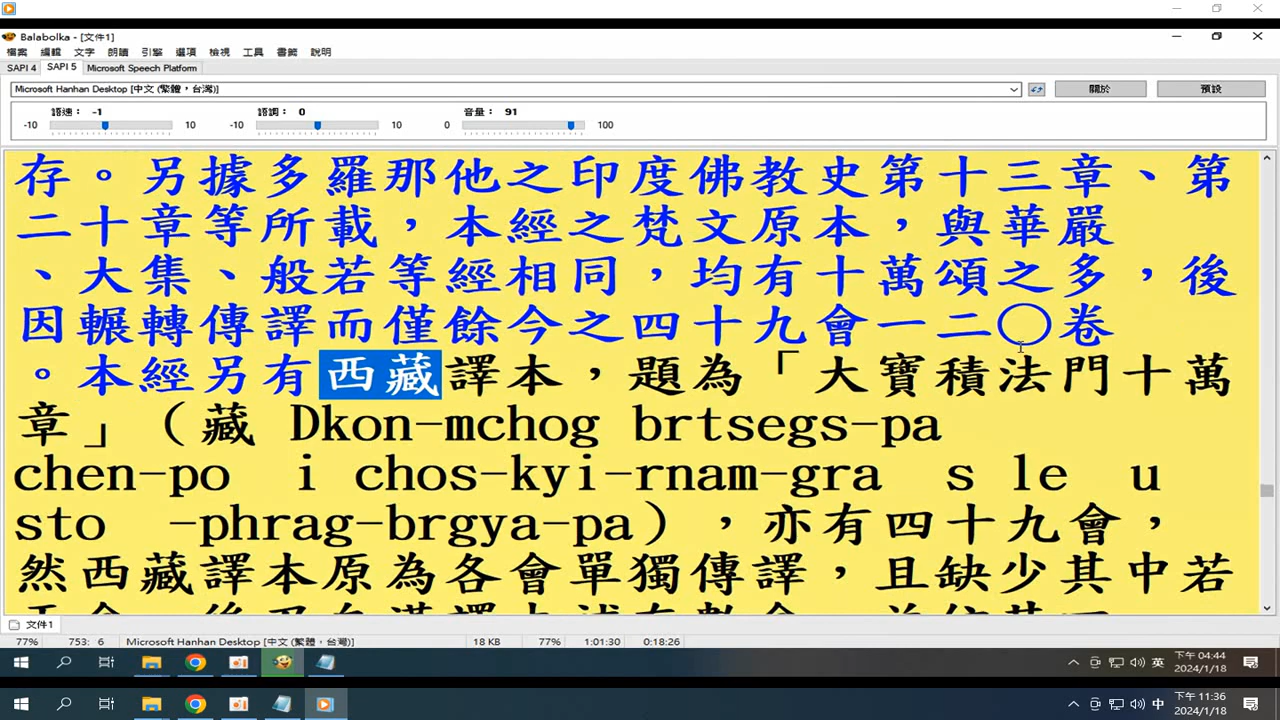 Balabolka - [文件1]
檔案 編輯 文字 朗讀 引擎 選項 檢視 工具 書籤 說明
SAPI 4 SAPI 5 Microsoft Speech Platform
Microsoft Hanhan Desktop [中文 (繁體，台灣)] 關於 預設
語速： -1 語調： 0 音量： 91
-10 10 -10 10 0 100
存。另據多羅那他之印度佛教史第十三章、第
二十章等所載，本經之梵文原本，與華嚴
、大集、般若等經相同，均有十萬頌之多，後
因輾轉傳譯而僅餘今之四十九會一二〇卷
。本經另有西藏譯本，題為「大寶積法門十萬
章」（藏 Dkon-mchog brtsegs-pa
chen-po i chos-kyi-rnam-gra s le u
sto -phrag-brgya-pa），亦有四十九會，
然西藏譯本原為各會單獨傳譯，且缺少其中若
文件1
77% 753: 6 Microsoft Hanhan Desktop [中文 (繁體，台灣)] 18 KB 77% 1:01:30 0:18:26
英 下午 04:44
2024/1/18
中 下午 11:36
2024/1/18